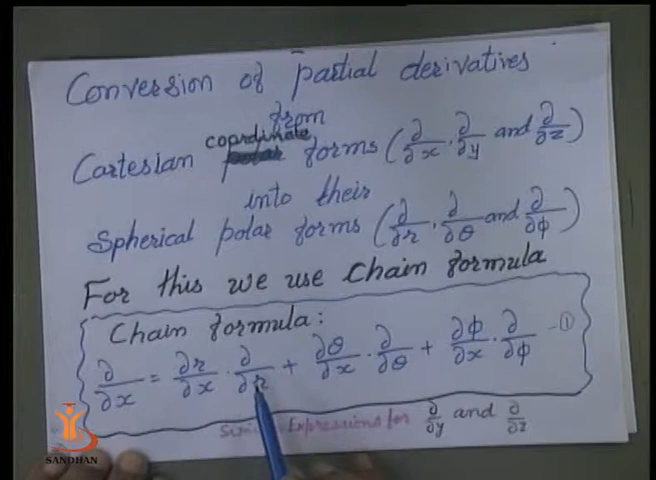 Conversion of partial derivatives
from
Cartesian coordinate forms (∂/∂x, ∂/∂y and ∂/∂z)
into their
Spherical polar forms (∂/∂r, ∂/∂θ and ∂/∂φ)
For this we use Chain formula
Chain formula:
∂/∂x = ∂r/∂x · ∂/∂r + ∂θ/∂x · ∂/∂θ + ∂φ/∂x · ∂/∂φ -①
Expressions for ∂/∂y and ∂/∂z
SANDHAN